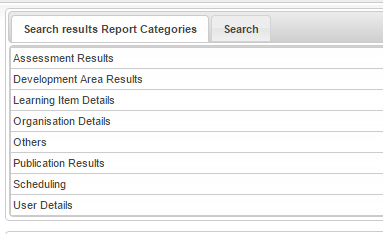 Search results Report Categories
Search
Assessment Results
Development Area Results
Learning Item Details
Organisation Details
Others
Publication Results
Scheduling
User Details